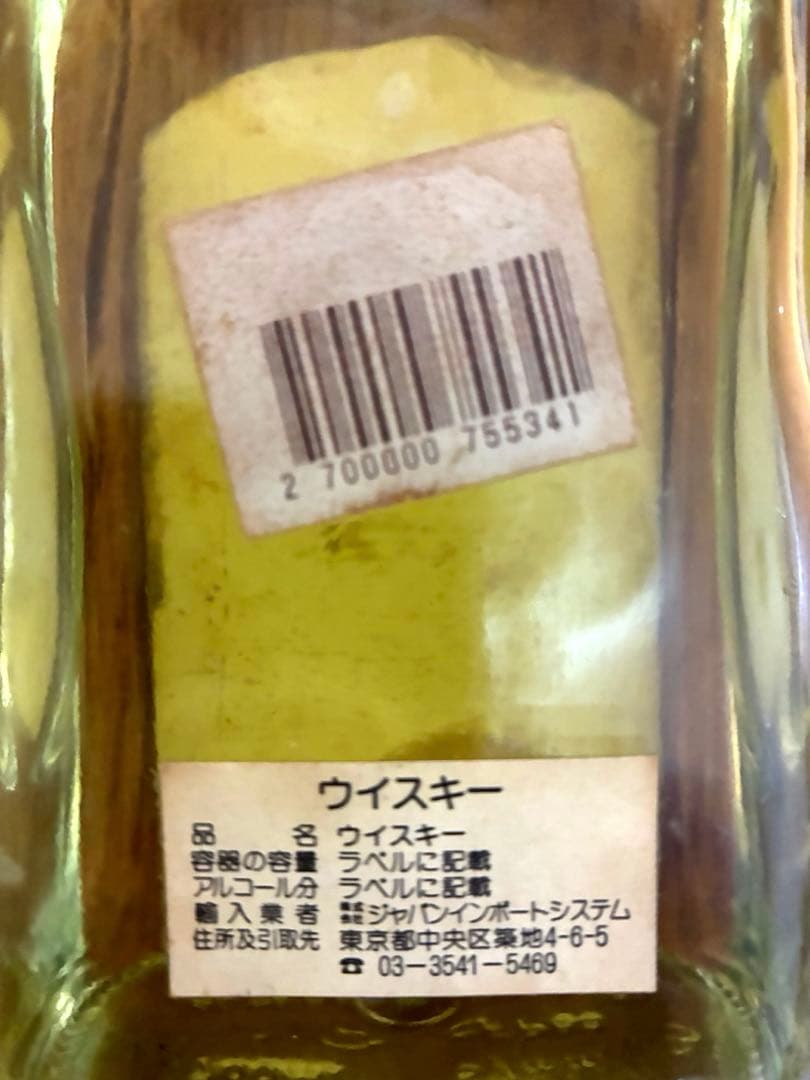 2 700000 755341
ウイスキー
品名 ウイスキー
容器の容量 ラベルに記載
アルコール分 ラベルに記載
輸入業者 株式会社ジャパンインポートシステム
住所及引取先 東京都中央区築地4-6-5
☎ 03-3541-5469